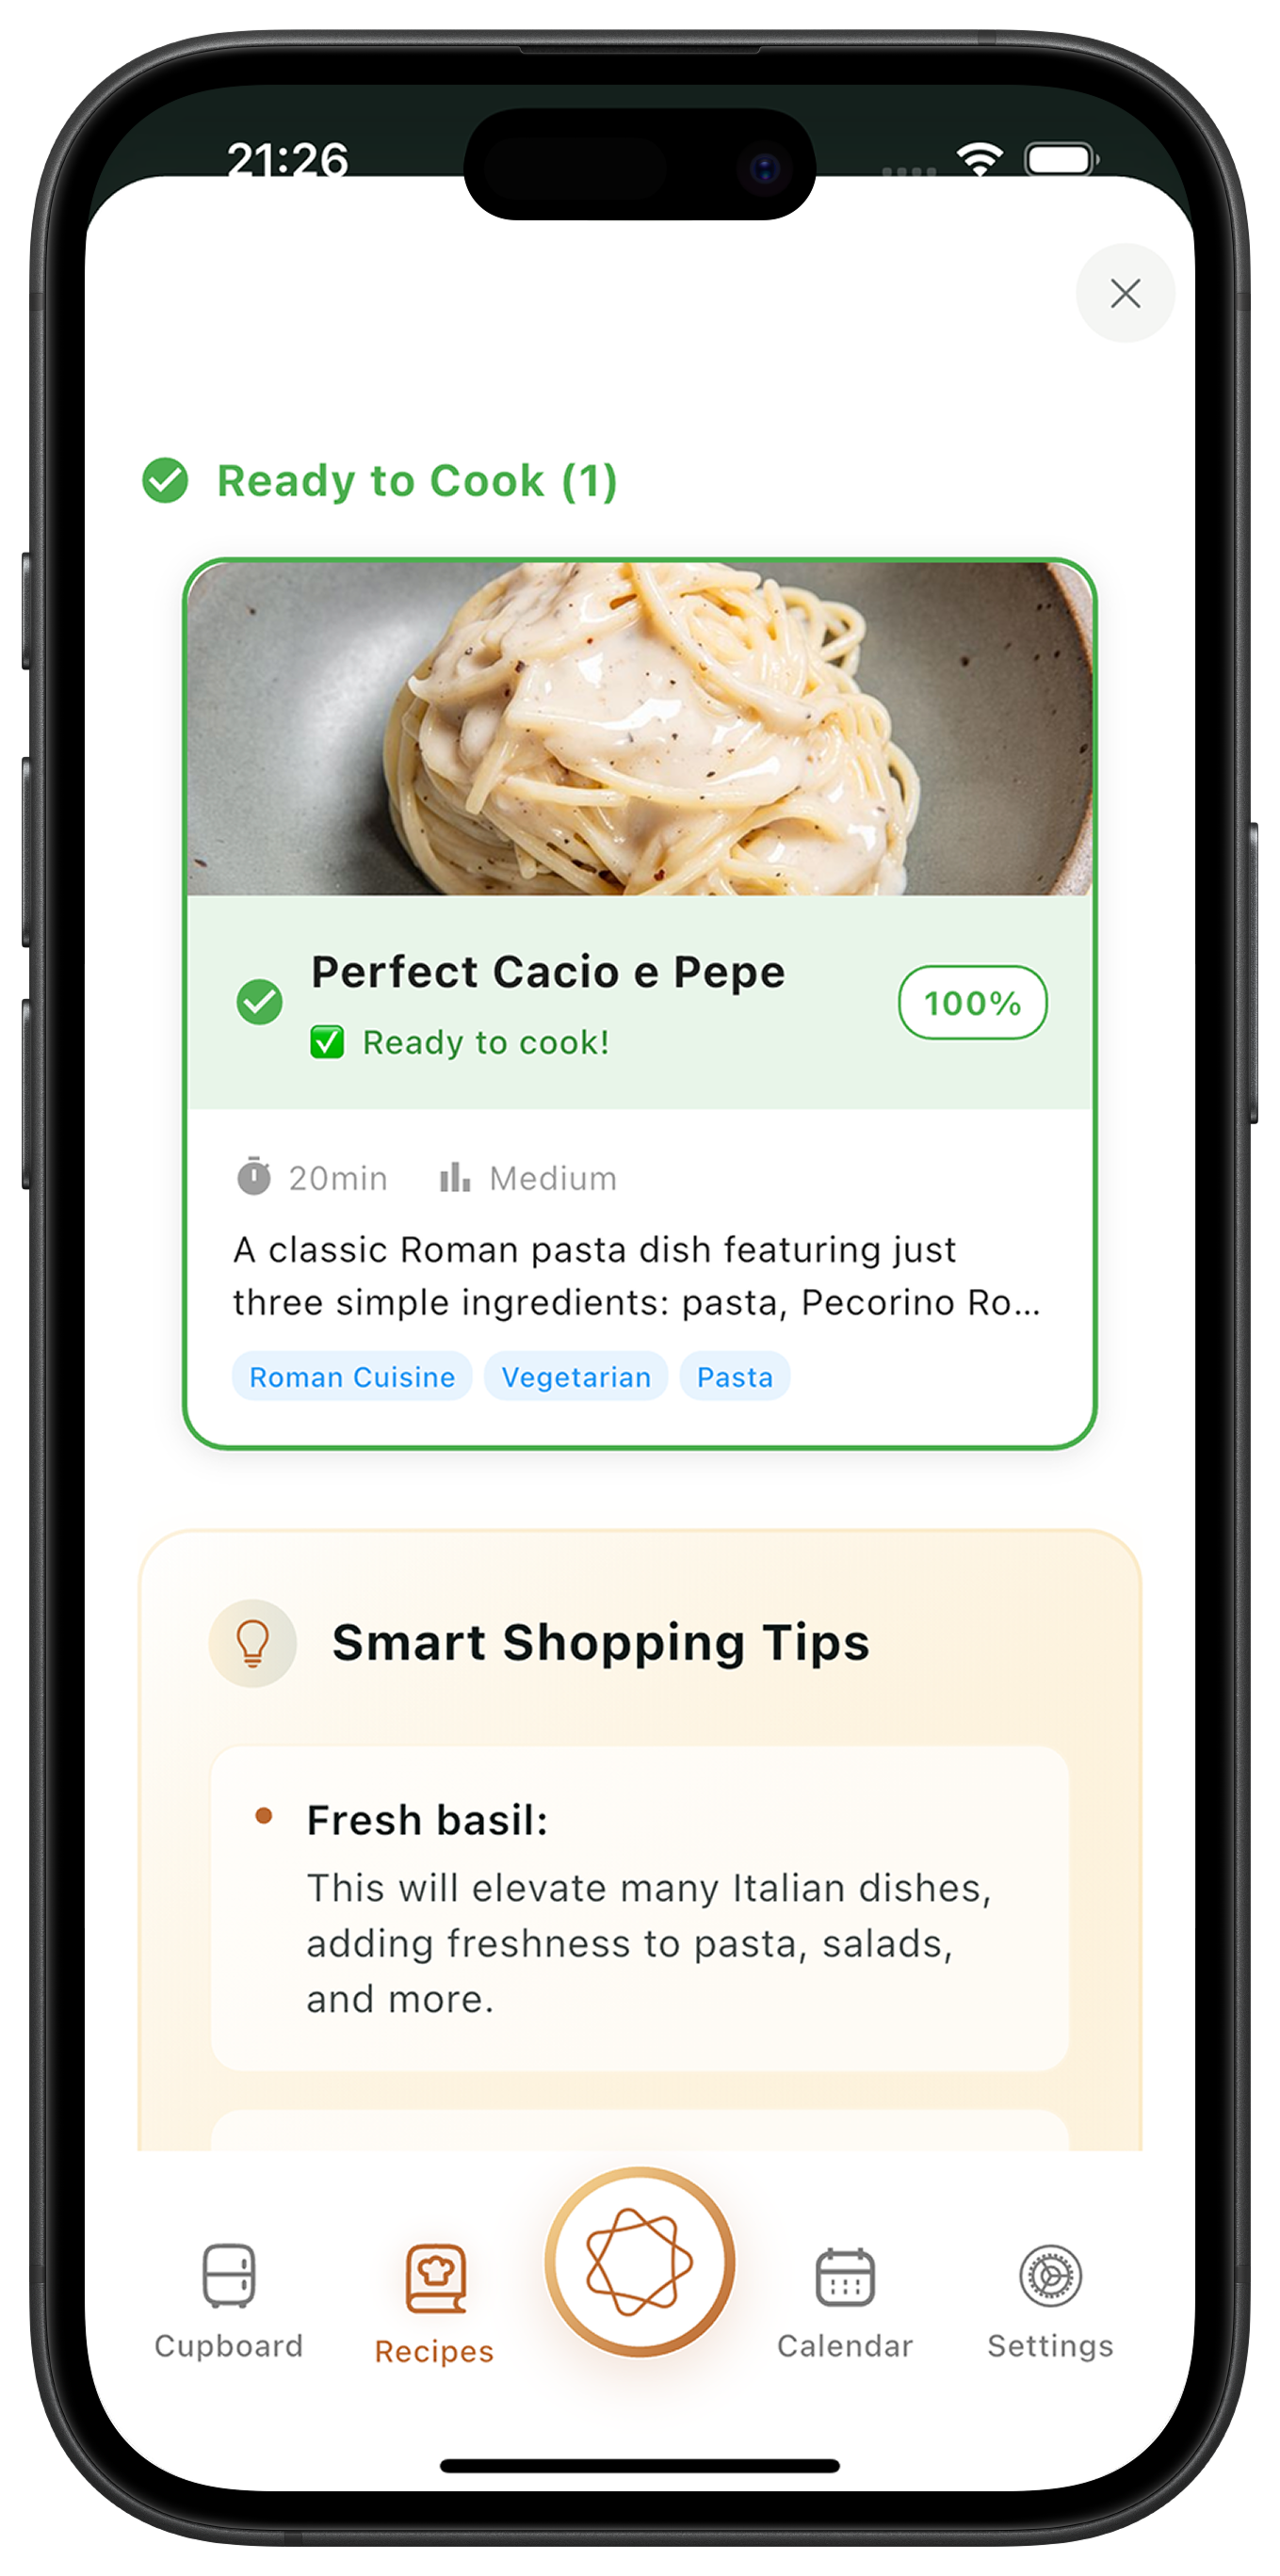 21:26
Ready to Cook (1)
Perfect Cacio e Pepe
✅ Ready to cook!
100%
20min Medium
A classic Roman pasta dish featuring just
three simple ingredients: pasta, Pecorino Ro...
Roman Cuisine Vegetarian Pasta
Smart Shopping Tips
• Fresh basil:
This will elevate many Italian dishes,
adding freshness to pasta, salads,
and more.
Cupboard Recipes Calendar Settings